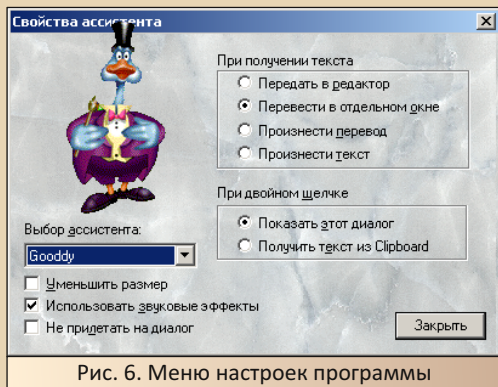 Свойства ассистента
При получении текста
Передать в редактор
Перевести в отдельном окне
Произнести перевод
Произнести текст
При двойном щелчке
Показать этот диалог
Получить текст из Clipboard
Выбор ассистента:
Gooddy
Уменьшить размер
Использовать звуковые эффекты
Не прилетать на диалог
Закрыть
Рис. 6. Меню настроек программы